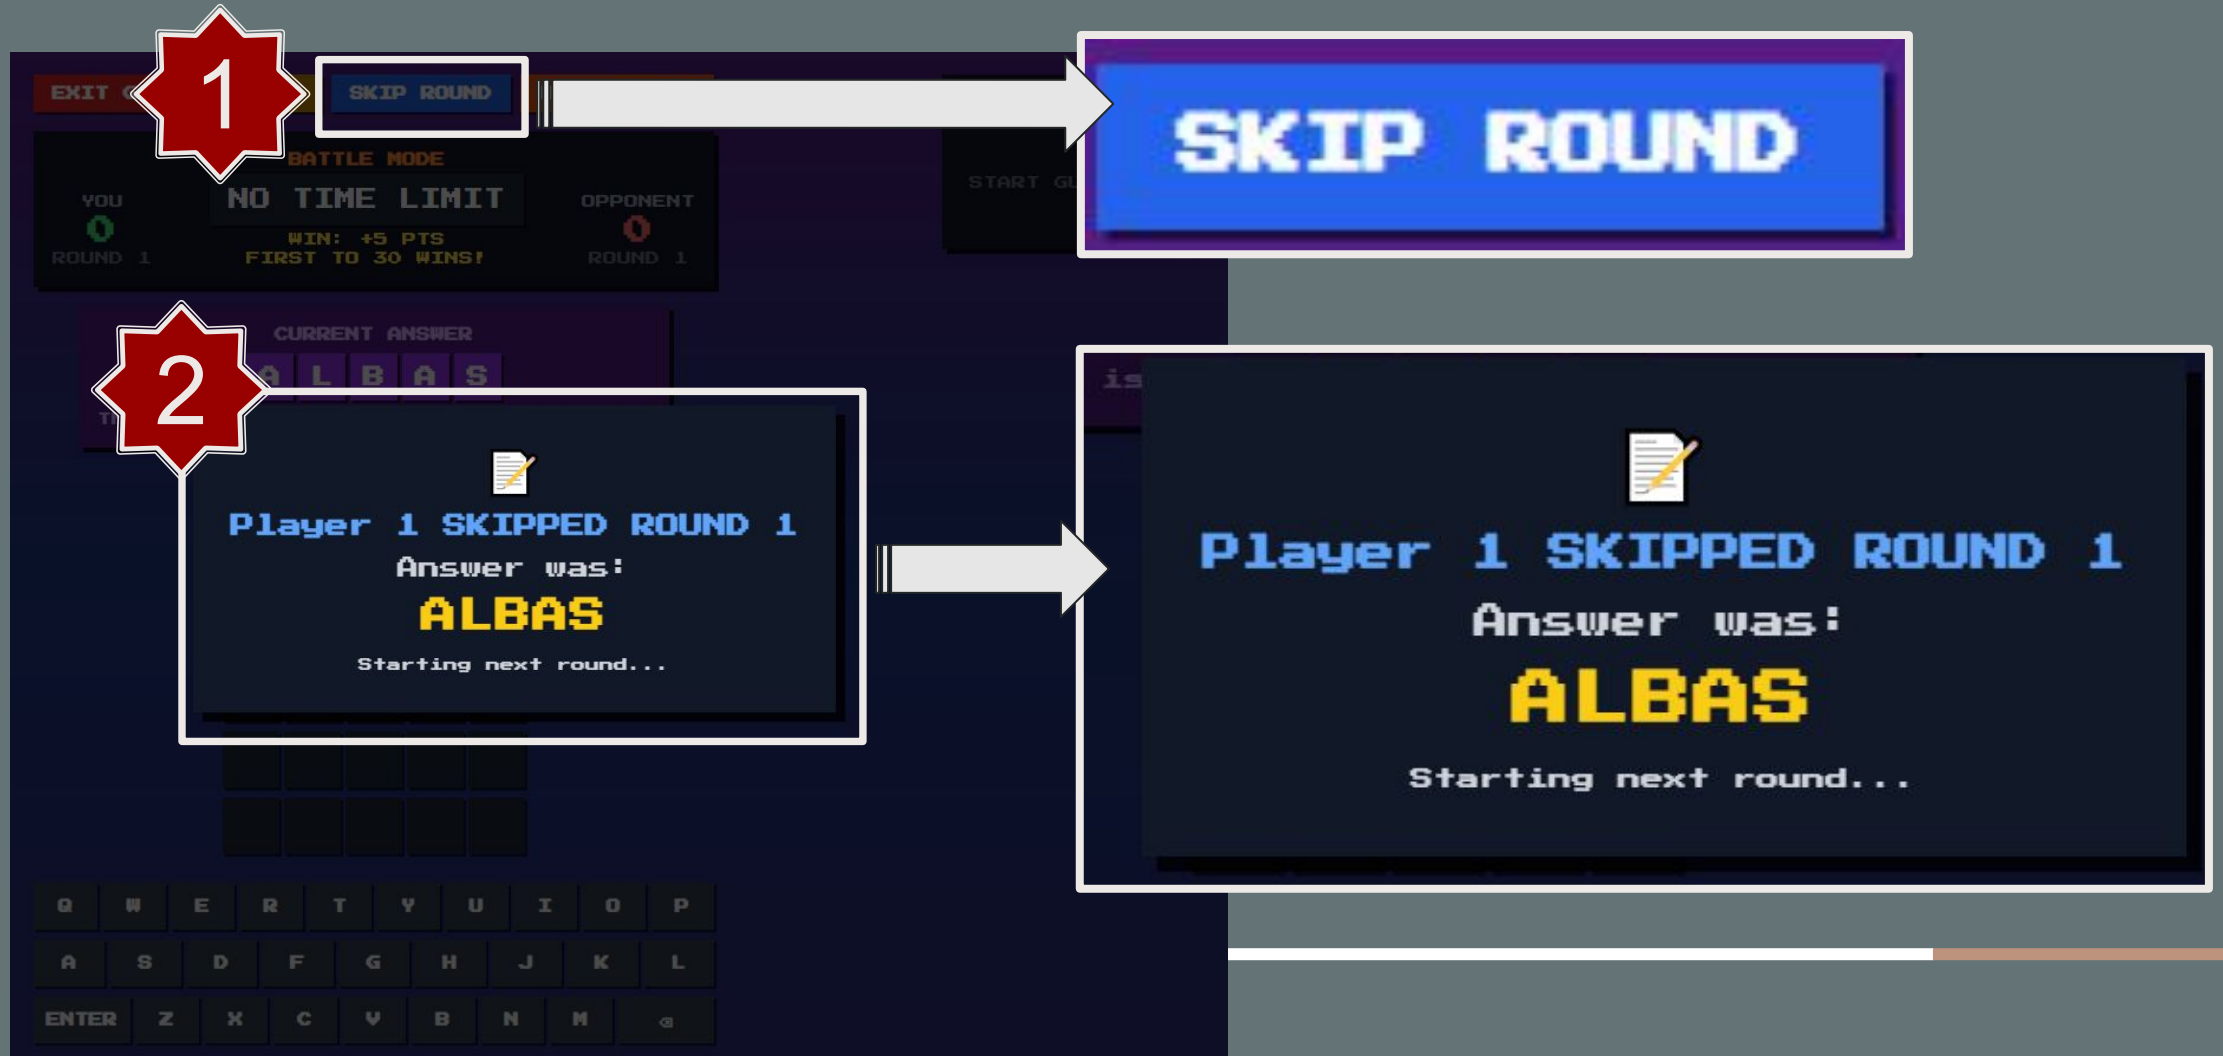 1
EXIT
SKIP ROUND
SKIP ROUND
BATTLE MODE
NO TIME LIMIT
YOU
0
ROUND 1
WIN: +5 PTS
FIRST TO 30 WINS!
OPPONENT
0
ROUND 1
START
2
CURRENT ANSWER
A L B A S
is
Player 1 SKIPPED ROUND 1
Answer was:
ALBAS
Starting next round...
Player 1 SKIPPED ROUND 1
Answer was:
ALBAS
Starting next round...
Q W E R T Y U I O P
A S D F G H J K L
ENTER Z X C V B N M